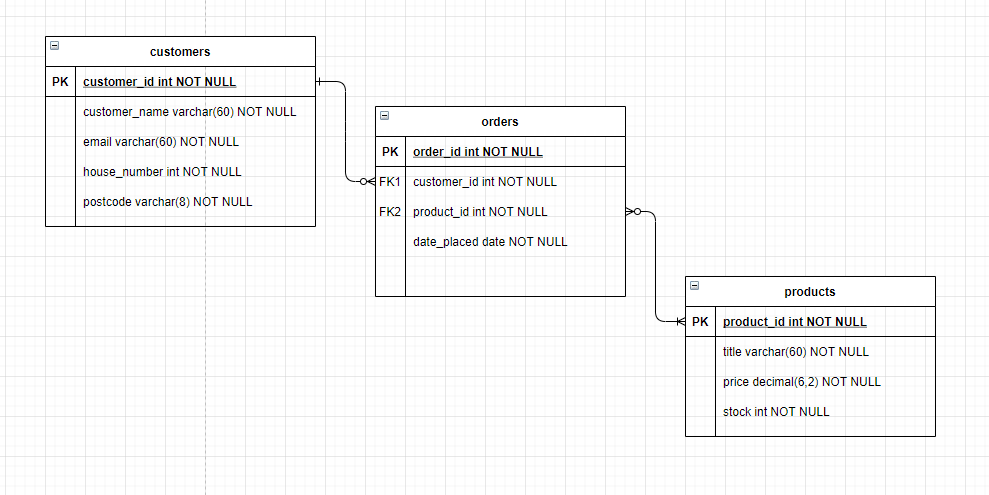 customers
PK customer_id int NOT NULL
customer_name varchar(60) NOT NULL
email varchar(60) NOT NULL
house_number int NOT NULL
postcode varchar(8) NOT NULL
orders
PK order_id int NOT NULL
FK1 customer_id int NOT NULL
FK2 product_id int NOT NULL
date_placed date NOT NULL
products
PK product_id int NOT NULL
title varchar(60) NOT NULL
price decimal(6,2) NOT NULL
stock int NOT NULL